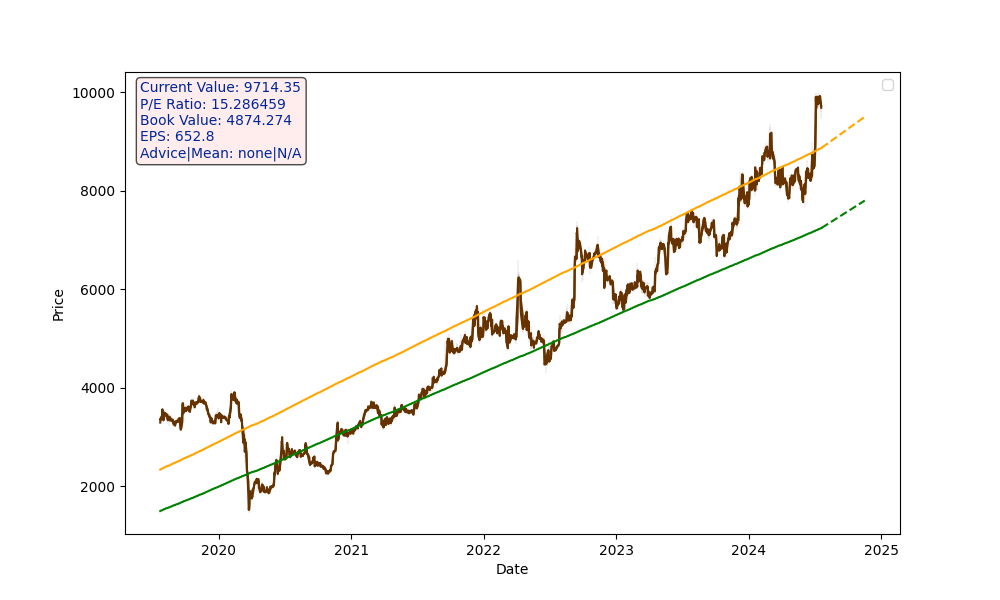 Current Value: 9714.35
P/E Ratio: 15.286459
Book Value: 4874.274
EPS: 652.8
Advice|Mean: none|N/A
10000
8000
6000
4000
2000
Price
2020 2021 2022 2023 2024 2025
Date